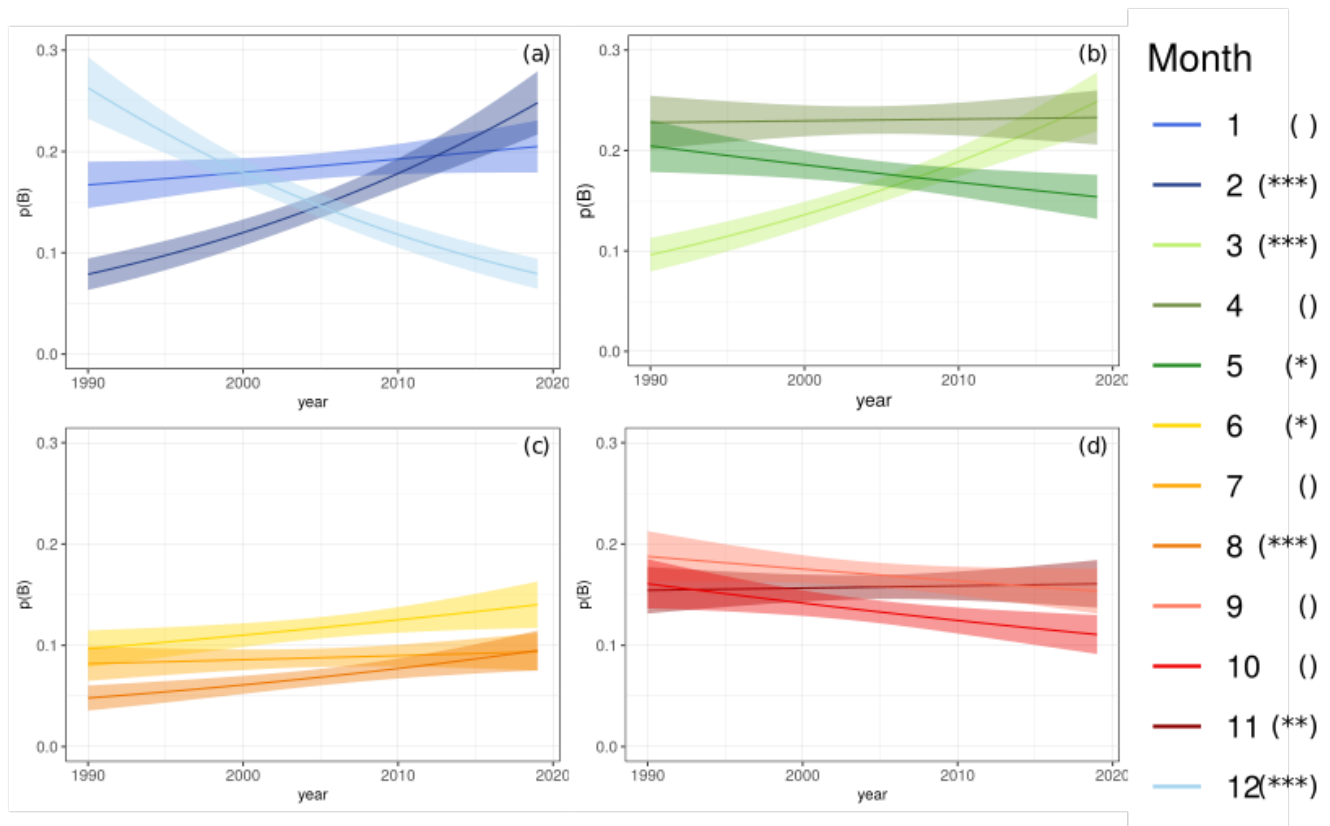 (a)
0.3
0.2
0.1
0.0
p(B)
1990 2000 2010 2020
year
(b)
0.3
0.2
0.1
0.0
p(B)
1990 2000 2010 2020
year
(c)
0.3
0.2
0.1
0.0
p(B)
1990 2000 2010 2020
year
(d)
0.3
0.2
0.1
0.0
p(B)
1990 2000 2010 2020
year
Month
1 ( )
2 (***)
3 (***)
4 ()
5 (*)
6 (*)
7 ()
8 (***)
9 ()
10 ()
11 (**)
12(***)